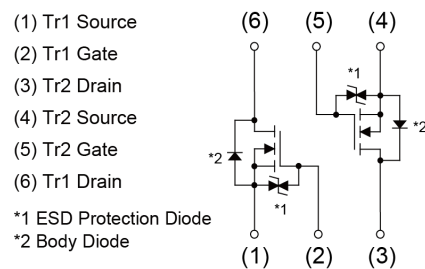 (1) Tr1 Source
(2) Tr1 Gate
(3) Tr2 Drain
(4) Tr2 Source
(5) Tr2 Gate
(6) Tr1 Drain
*1 ESD Protection Diode
*2 Body Diode
(6) (5) (4)
*1
*2
*2
*1
(1) (2) (3)